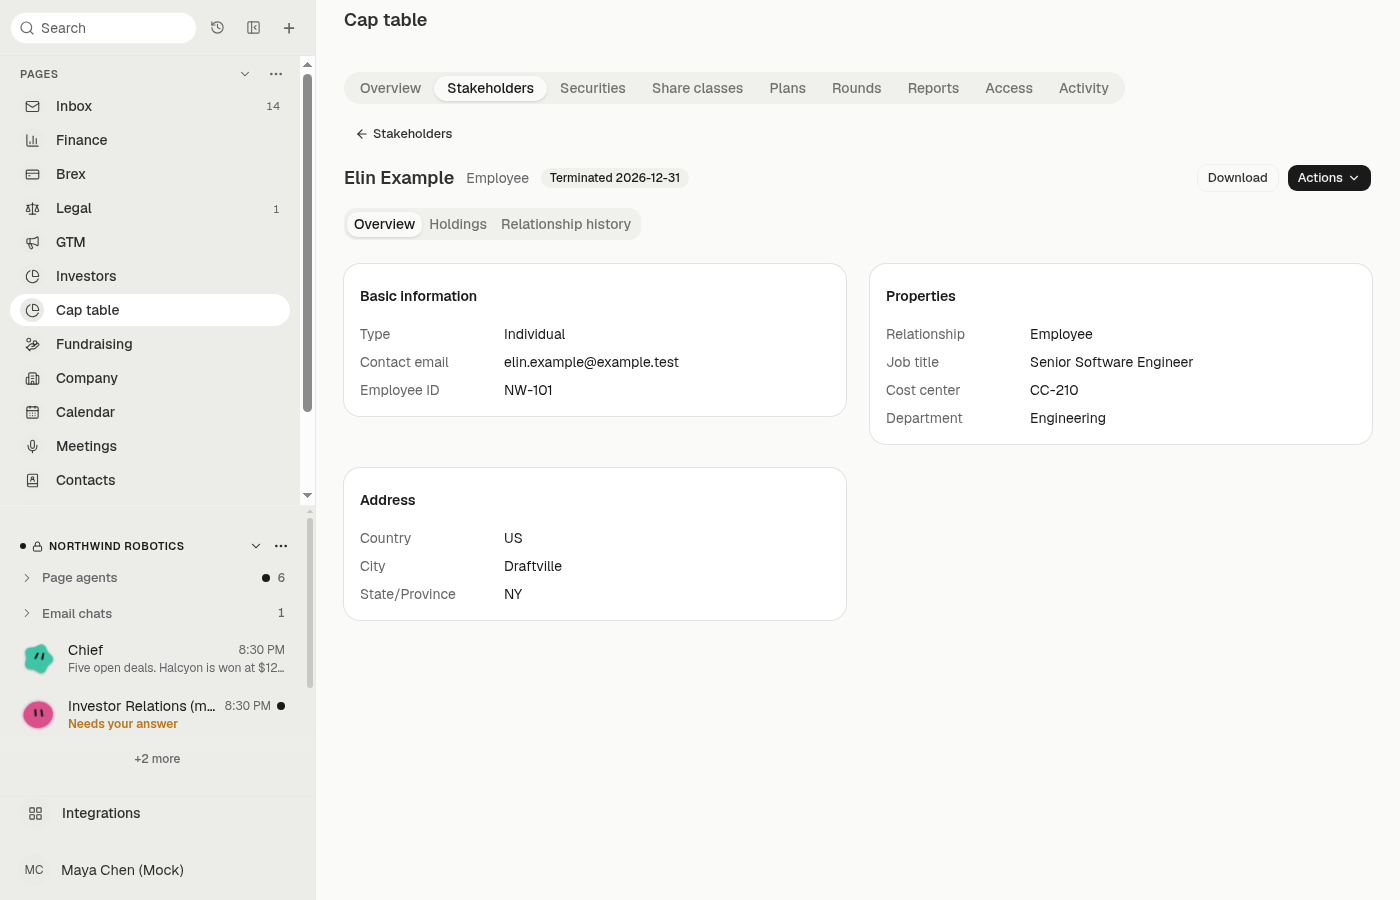 Search
PAGES
Inbox 14
Finance
Brex
Legal 1
GTM
Investors
Cap table
Fundraising
Company
Calendar
Meetings
Contacts
NORTHWIND ROBOTICS
Page agents 6
Email chats 1
Chief 8:30 PM
Five open deals. Halcyon is won at $12…
Investor Relations (m… 8:30 PM
Needs your answer
+2 more
Integrations
MC Maya Chen (Mock)
Cap table
Overview Stakeholders Securities Share classes Plans Rounds Reports Access Activity
Stakeholders
Elin Example Employee Terminated 2026-12-31 Download Actions
Overview Holdings Relationship history
Basic information
Type Individual
Contact email elin.example@example.test
Employee ID NW-101
Properties
Relationship Employee
Job title Senior Software Engineer
Cost center CC-210
Department Engineering
Address
Country US
City Draftville
State/Province NY